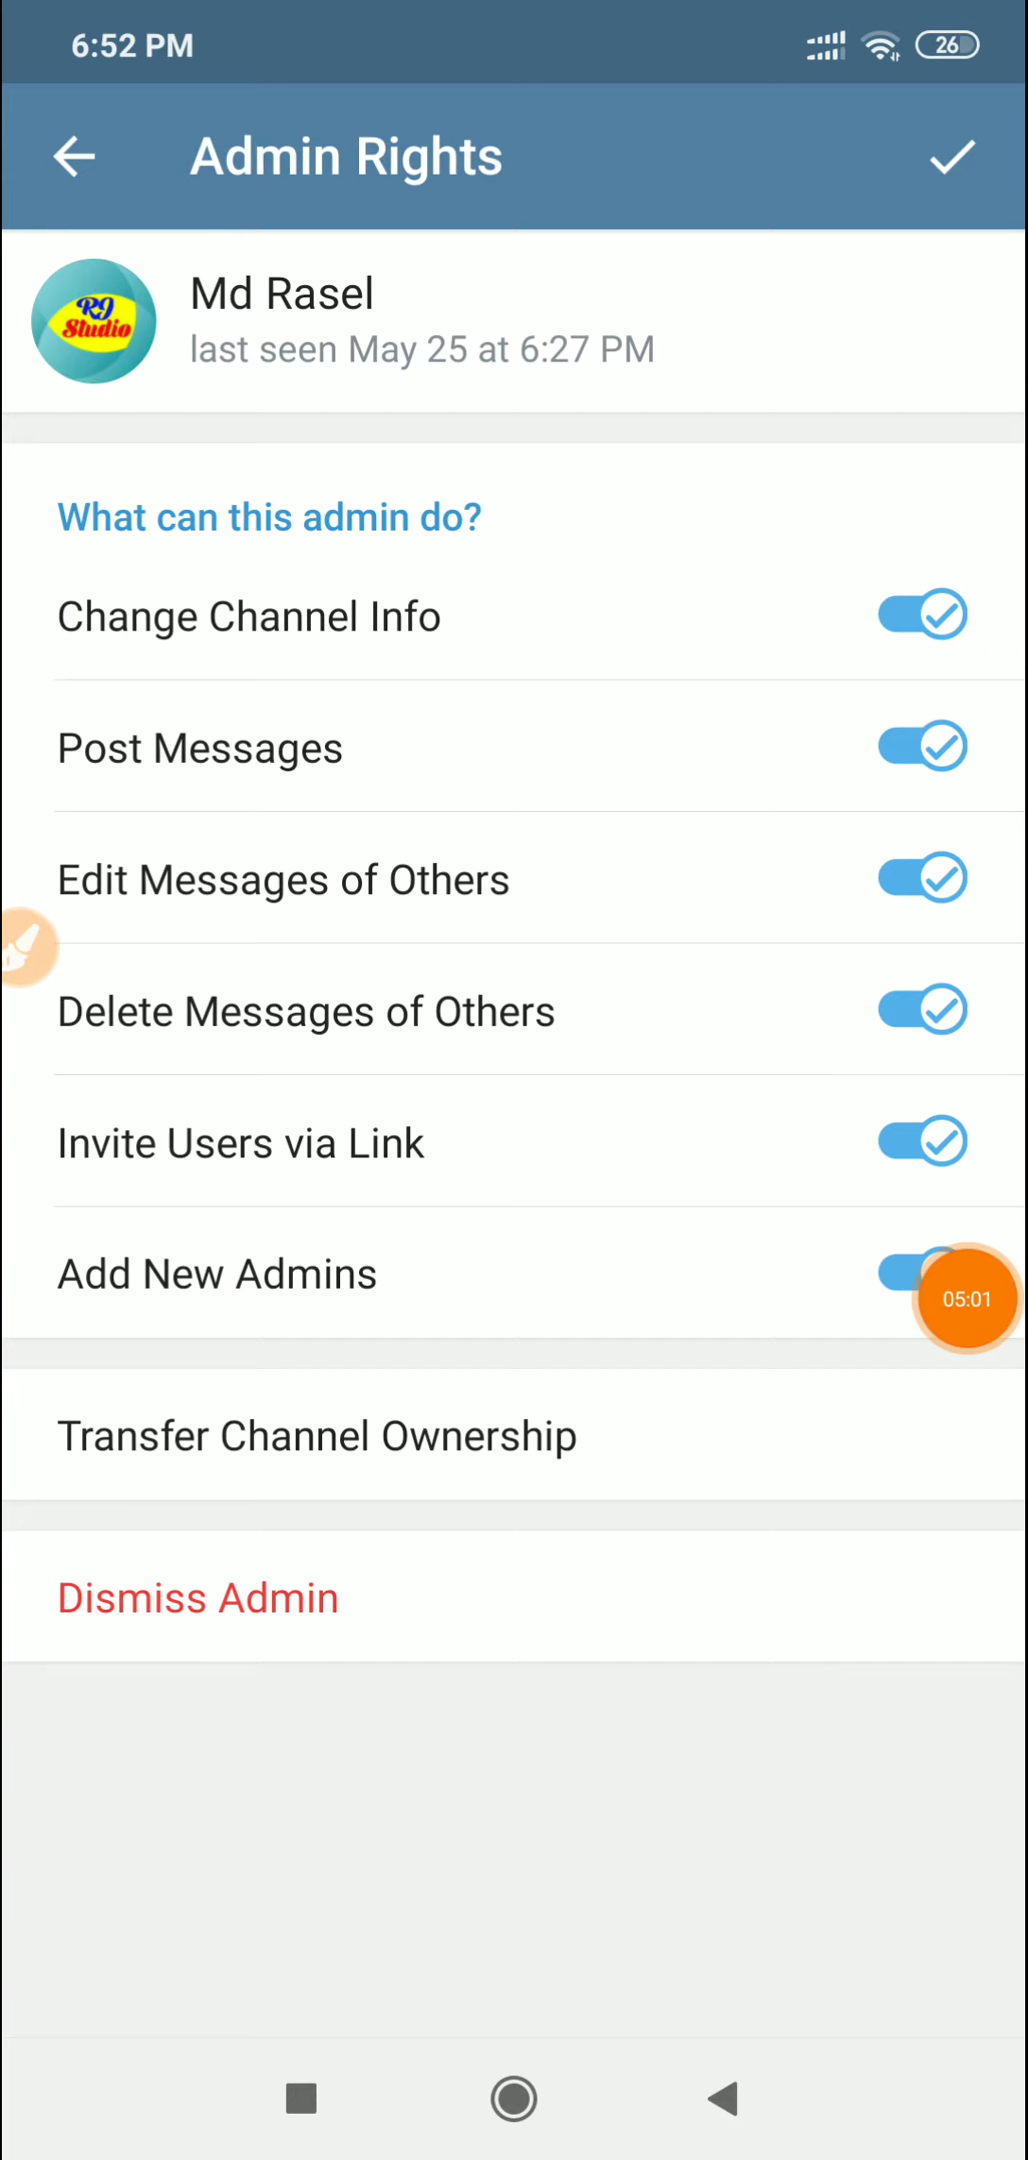 6:52 PM
26
Admin Rights
RJ
Studio
Md Rasel
last seen May 25 at 6:27 PM
What can this admin do?
Change Channel Info
Post Messages
Edit Messages of Others
Delete Messages of Others
Invite Users via Link
Add New Admins
05:01
Transfer Channel Ownership
Dismiss Admin